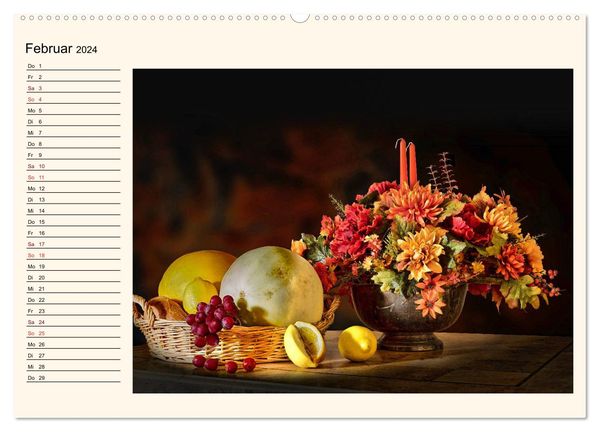 Februar 2024
Do 1
Fr 2
Sa 3
So 4
Mo 5
Di 6
Mi 7
Do 8
Fr 9
Sa 10
So 11
Mo 12
Di 13
Mi 14
Do 15
Fr 16
Sa 17
So 18
Mo 19
Di 20
Mi 21
Do 22
Fr 23
Sa 24
So 25
Mo 26
Di 27
Mi 28
Do 29